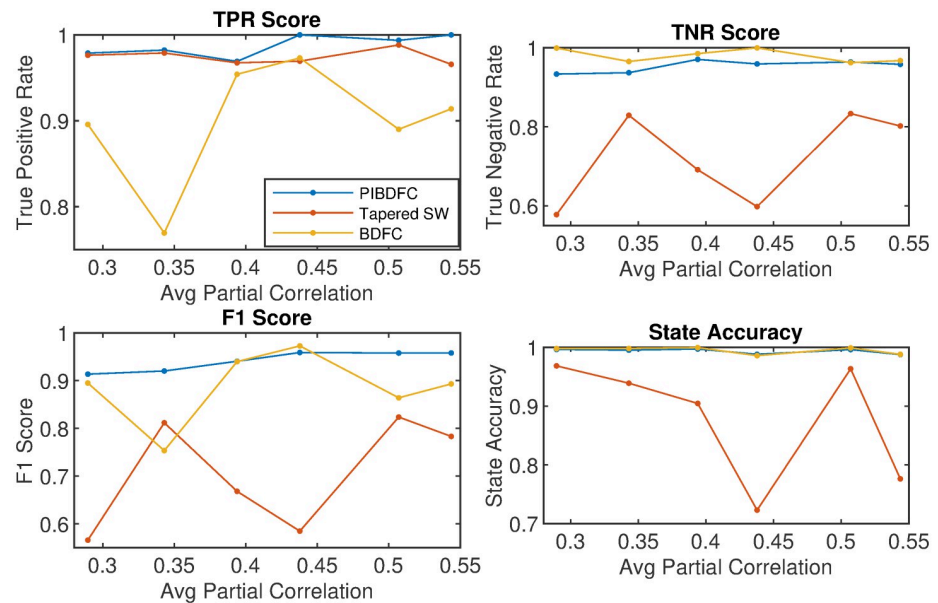 TPR Score
True Positive Rate
1
0.9
0.8
PIBDFC
Tapered SW
BDFC
0.3 0.35 0.4 0.45 0.5 0.55
Avg Partial Correlation
TNR Score
True Negative Rate
1
0.8
0.6
0.3 0.35 0.4 0.45 0.5 0.55
Avg Partial Correlation
F1 Score
F1 Score
1
0.9
0.8
0.7
0.6
0.3 0.35 0.4 0.45 0.5 0.55
Avg Partial Correlation
State Accuracy
State Accuracy
1
0.9
0.8
0.7
0.3 0.35 0.4 0.45 0.5 0.55
Avg Partial Correlation